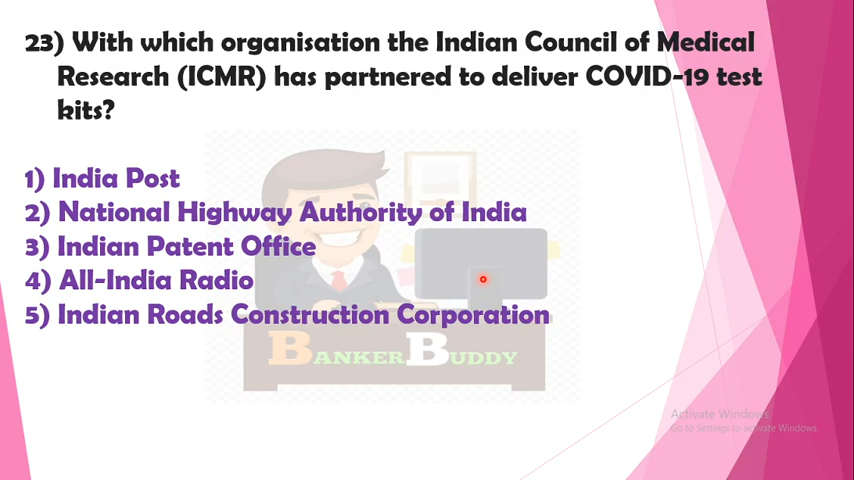 23) With which organisation the Indian Council of Medical
Research (ICMR) has partnered to deliver COVID-19 test
kits?
1) India Post
2) National Highway Authority of India
3) Indian Patent Office
4) All-India Radio
5) Indian Roads Construction Corporation
BANKERBUDDY
Activate Windows
Go to Settings to activate Windows.